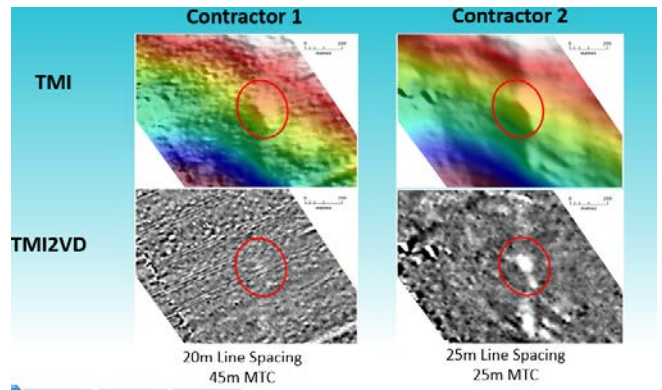 Contractor 1
Contractor 2
TMI
TMI2VD
20m Line Spacing
45m MTC
25m Line Spacing
25m MTC